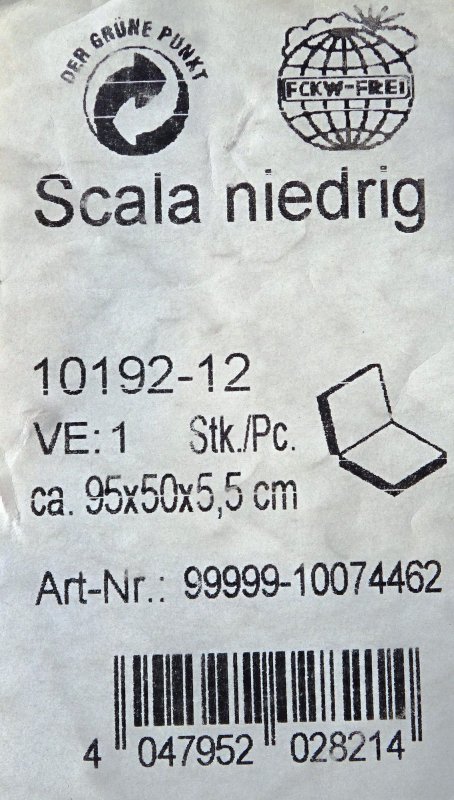 DER GRÜNE PUNKT
FCKW-FREI
Scala niedrig
10192-12
VE: 1 Stk./Pc.
ca. 95x50x5,5 cm
Art-Nr.: 99999-10074462
4 047952 028214